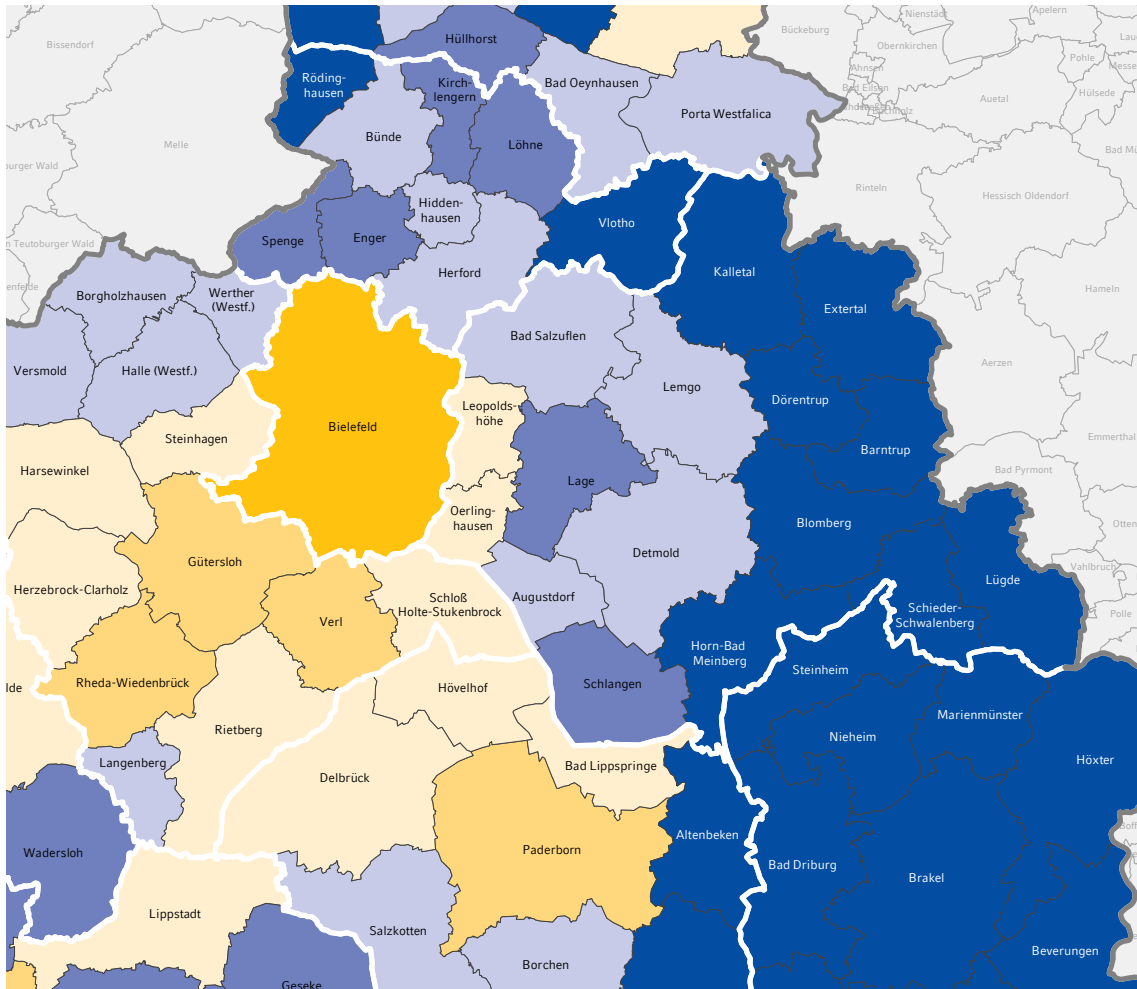 Apelern
Nienstädt
Bückeburg
Hüllhorst
Bissendorf
Obernkirchen
Pohle
Ahnsen
Röding-
hausen
Kirch-
lengern
Bad Oeynhausen
Bad Eilsen
Hülsede
Auetal
Porta Westfalica
Buchholz
Bünde
Löhne
Melle
Rinteln
Hessisch Oldendorf
Hidden-
hausen
Vlotho
Spenge
Enger
n Teutoburger Wald
Herford
Kalletal
Borgholzhausen
Werther
(Westf.)
Hameln
Extertal
Bad Salzuflen
Versmold
Halle (Westf.)
Aerzen
Lemgo
Dörentrup
Leopolds-
höhe
Bielefeld
Steinhagen
Emmerthal
Barntrup
Harsewinkel
Bad Pyrmont
Lage
Oerling-
hausen
Blomberg
Detmold
Gütersloh
Vahlbruch
Lügde
Herzebrock-Clarholz
Schloß
Holte-Stukenbrock
Augustdorf
Schieder-
Schwalenberg
Verl
Polle
Horn-Bad
Meinberg
Steinheim
Rheda-Wiedenbrück
Hövelhof
Schlangen
Marienmünster
Rietberg
Nieheim
Langenberg
Bad Lippspringe
Höxter
Delbrück
Altenbeken
Paderborn
Wadersloh
Bad Driburg
Brakel
Lippstadt
Salzkotten
Beverungen
Borchen
Geseke